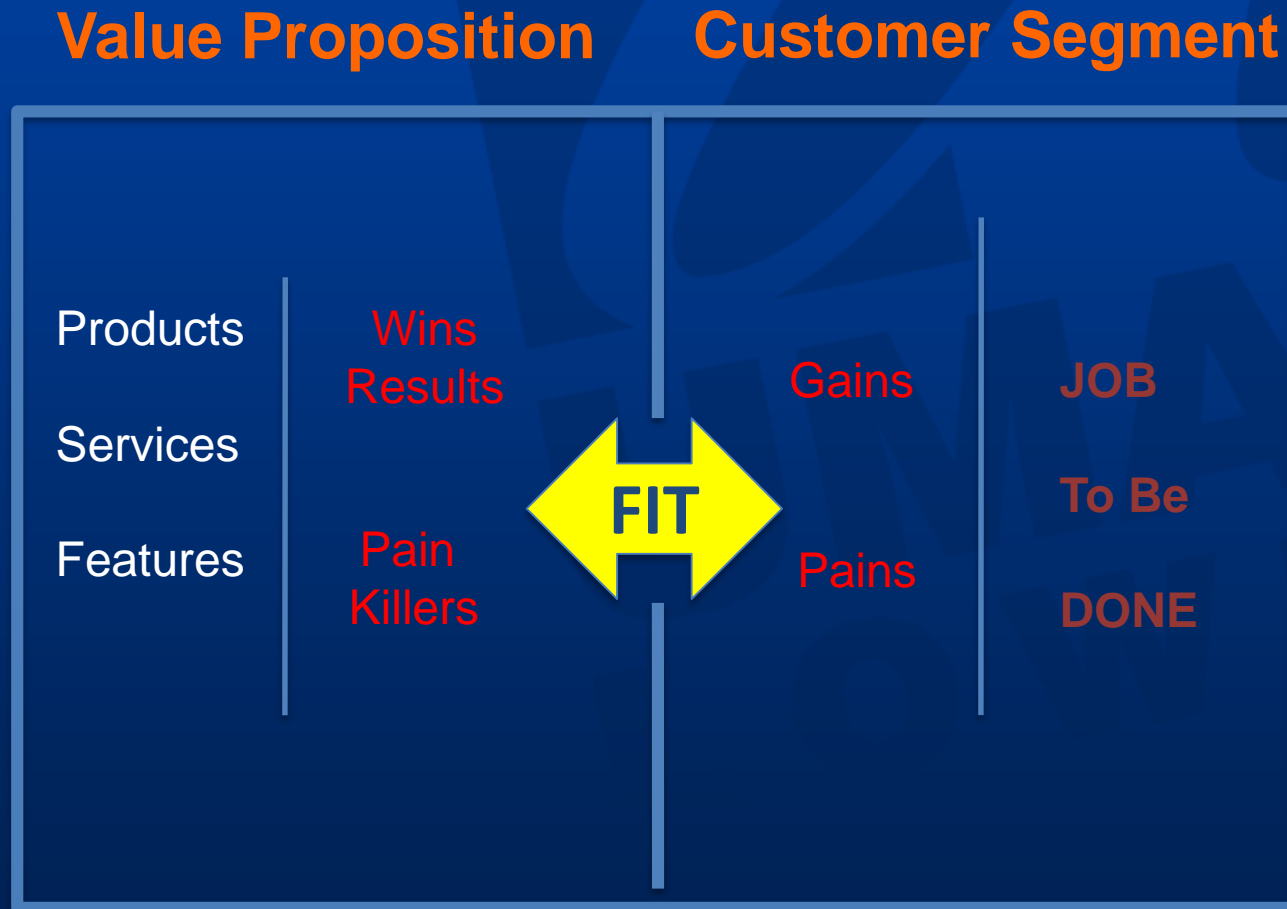 Value Proposition
Customer Segment
Products
Services
Features
Wins
Results
Pain
Killers
FIT
Gains
Pains
JOB
To Be
DONE